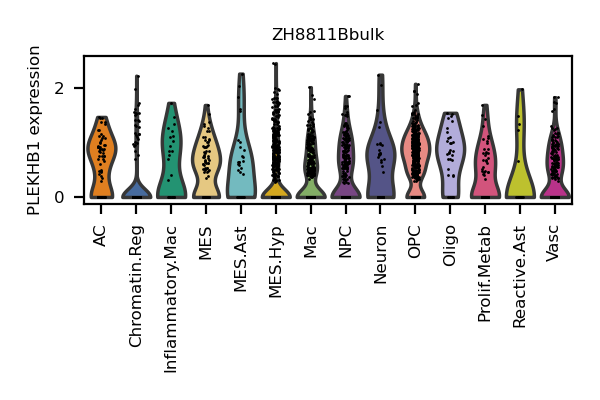 ZH8811Bbulk
PLEKHB1 expression
2
0
AC
Chromatin.Reg
Inflammatory.Mac
MES
MES.Ast
MES.Hyp
Mac
NPC
Neuron
OPC
Oligo
Prolif.Metab
Reactive.Ast
Vasc